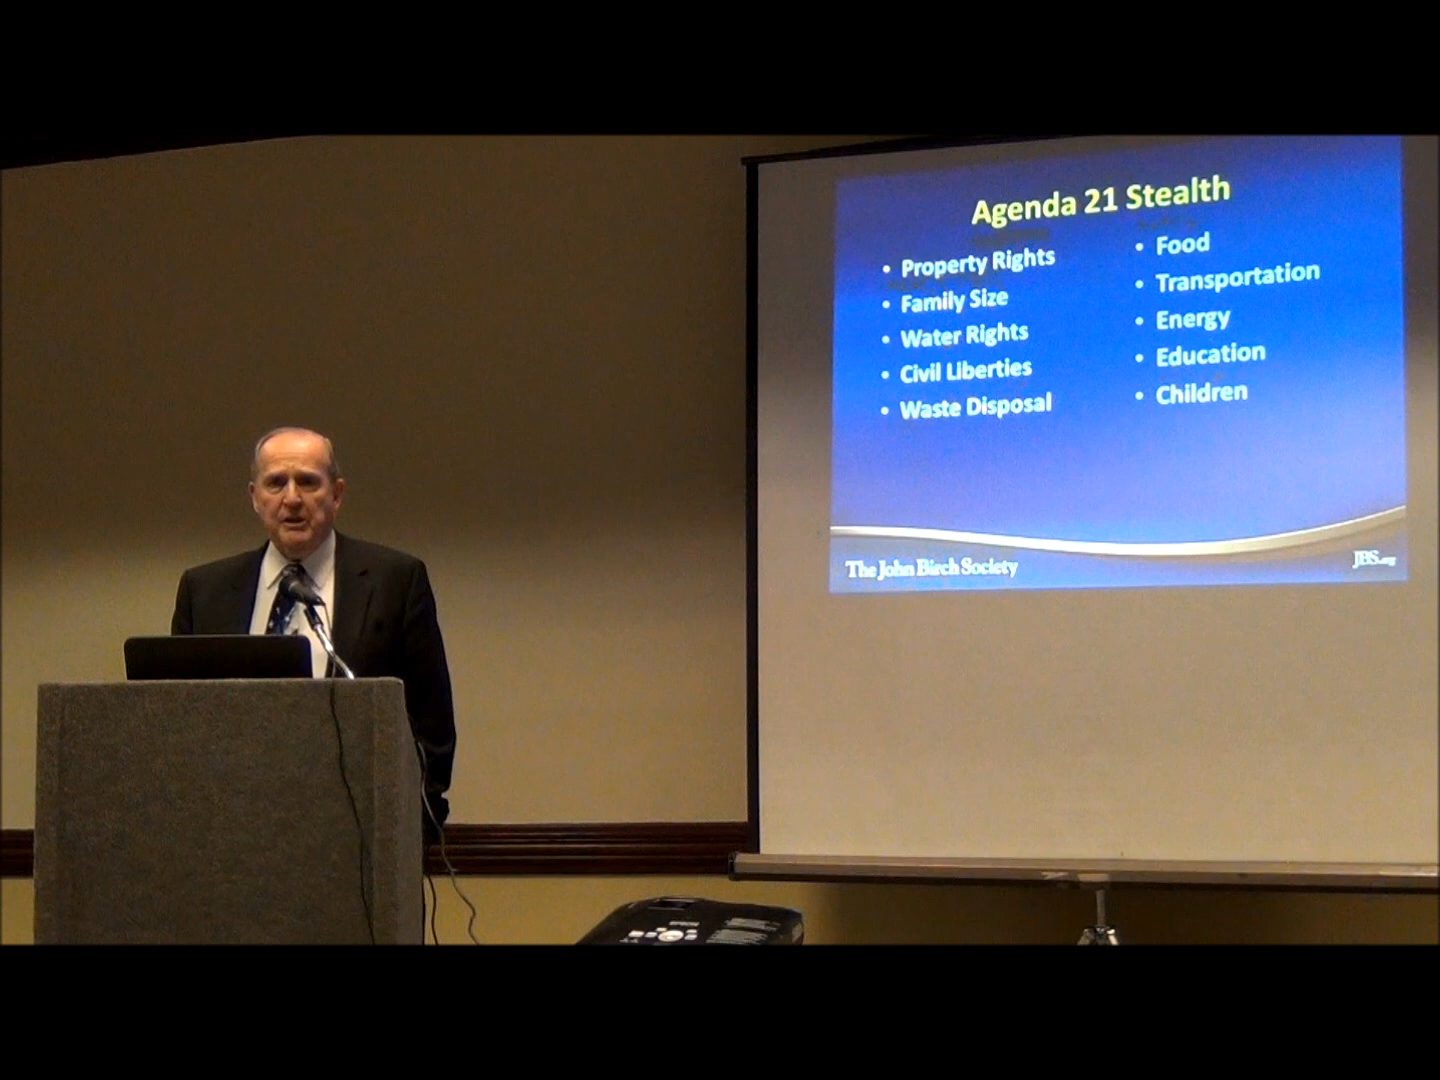 Agenda 21 Stealth
• Property Rights
• Family Size
• Water Rights
• Civil Liberties
• Waste Disposal
• Food
• Transportation
• Energy
• Education
• Children
The John Birch Society
JBS.org